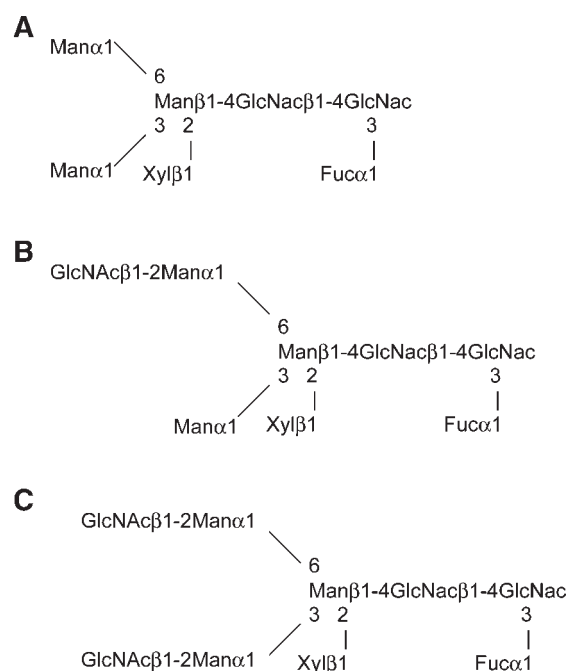 A
Manα1
6
Manβ1-4GlcNacβ1-4GlcNac
3 2 3
Manα1 Xylβ1 Fucα1
B
GlcNAcβ1-2Manα1
6
Manβ1-4GlcNacβ1-4GlcNac
3 2 3
Manα1 Xylβ1 Fucα1
C
GlcNAcβ1-2Manα1
6
Manβ1-4GlcNacβ1-4GlcNac
3 2 3
GlcNAcβ1-2Manα1 Xylβ1 Fucα1